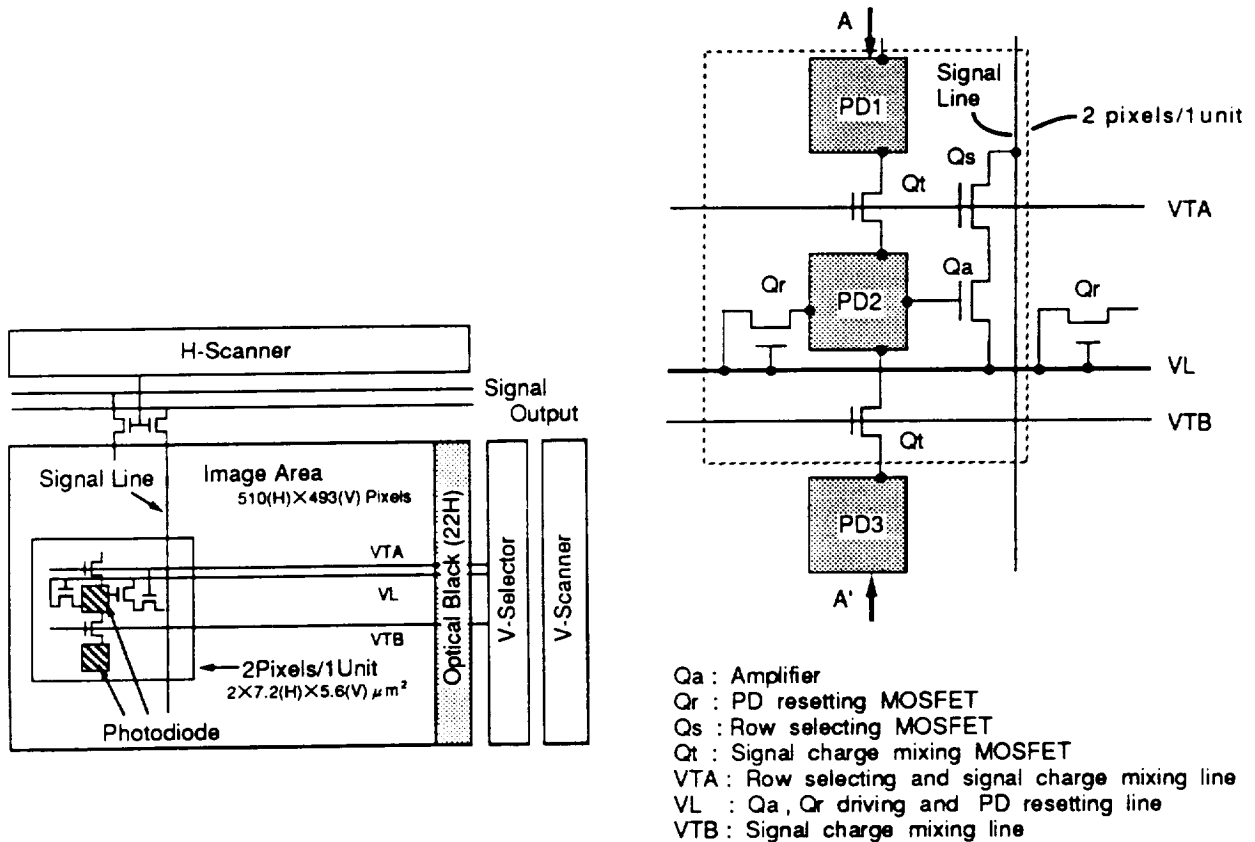 H-Scanner
Signal
Output
Signal Line
Image Area
510(H)×493(V) Pixels
VTA
VL
VTB
Optical Black (22H)
V-Selector
V-Scanner
2Pixels/1Unit
2×7.2(H)×5.6(V) μm²
Photodiode
A
PD1
Signal
Line
2 pixels/1unit
Qs
Qt
VTA
Qa
Qr
PD2
Qr
VL
VTB
Qt
PD3
A'
Qa : Amplifier
Qr : PD resetting MOSFET
Qs : Row selecting MOSFET
Qt : Signal charge mixing MOSFET
VTA : Row selecting and signal charge mixing line
VL : Qa, Qr driving and PD resetting line
VTB : Signal charge mixing line